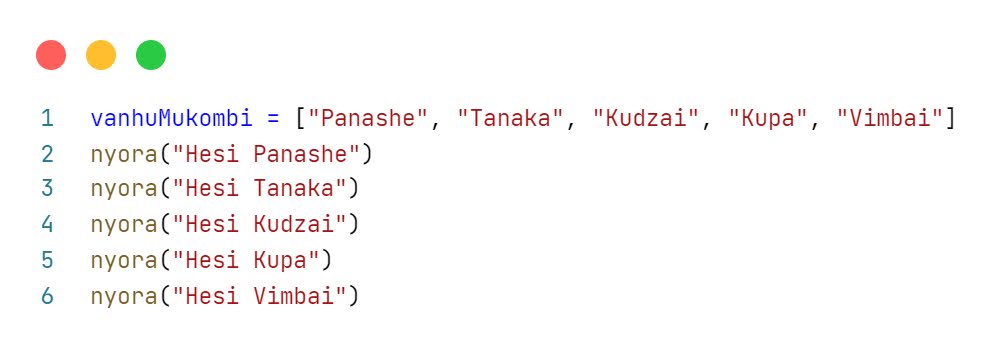 1 vanhuMukombi = ["Panashe", "Tanaka", "Kudzai", "Kupa", "Vimbai"]
2 nyora("Hesi Panashe")
3 nyora("Hesi Tanaka")
4 nyora("Hesi Kudzai")
5 nyora("Hesi Kupa")
6 nyora("Hesi Vimbai")